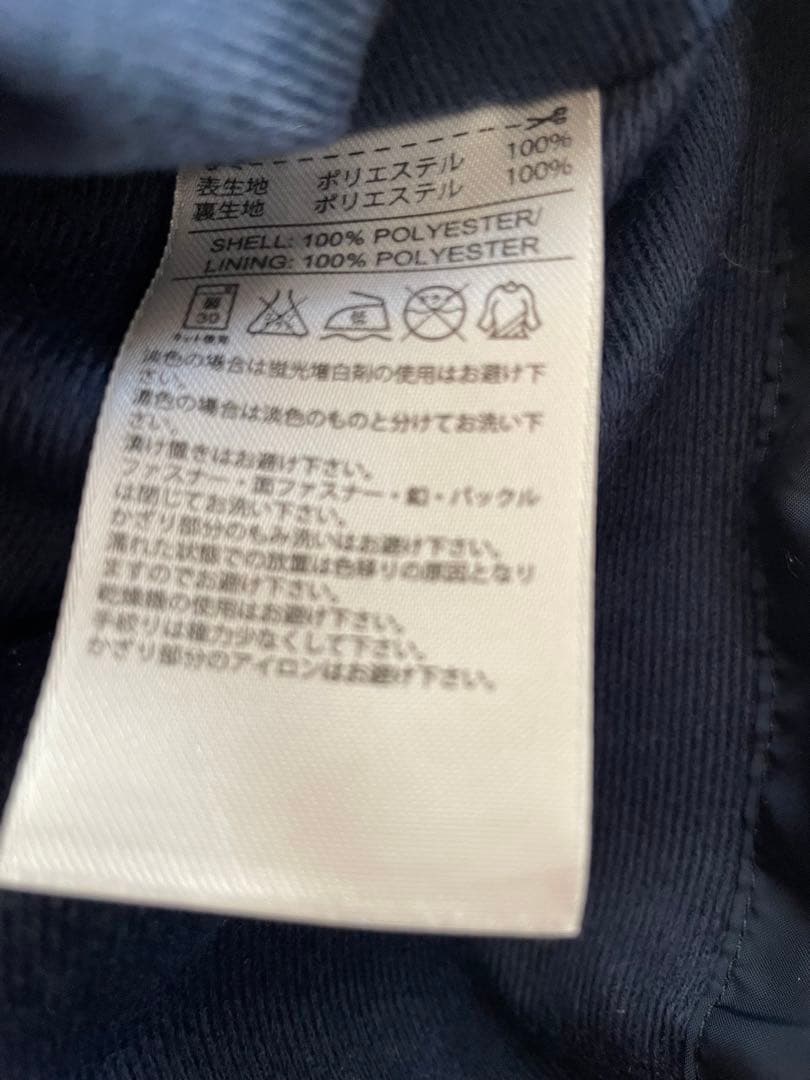 表生地 ポリエステル 100%
裏生地 ポリエステル 100%
SHELL: 100% POLYESTER/
LINING: 100% POLYESTER
弱
30
ネット使用
低
淡色の場合は蛍光増白剤の使用はお避け下
さい。
濃色の場合は淡色のものと分けてお洗い下
さい。
漬け置きはお避け下さい。
ファスナー・面ファスナー・釦・バックル
は閉じてお洗い下さい。
かざり部分のもみ洗いはお避け下さい。
濡れた状態での放置は色移りの原因となり
ますのでお避け下さい。
乾燥機の使用はお避け下さい。
手絞りは極力少なくして下さい。
かざり部分のアイロンはお避け下さい。